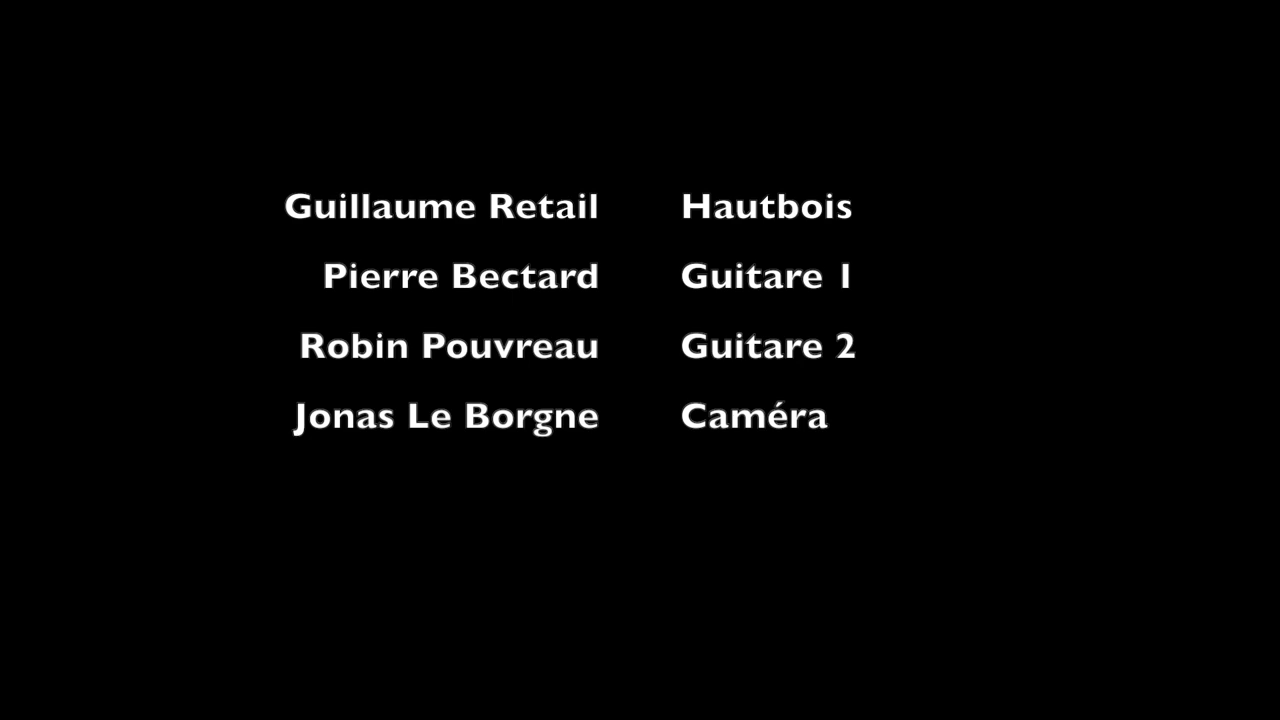 Guillaume Retail Hautbois
Pierre Bectard Guitare 1
Robin Pouvreau Guitare 2
Jonas Le Borgne Caméra